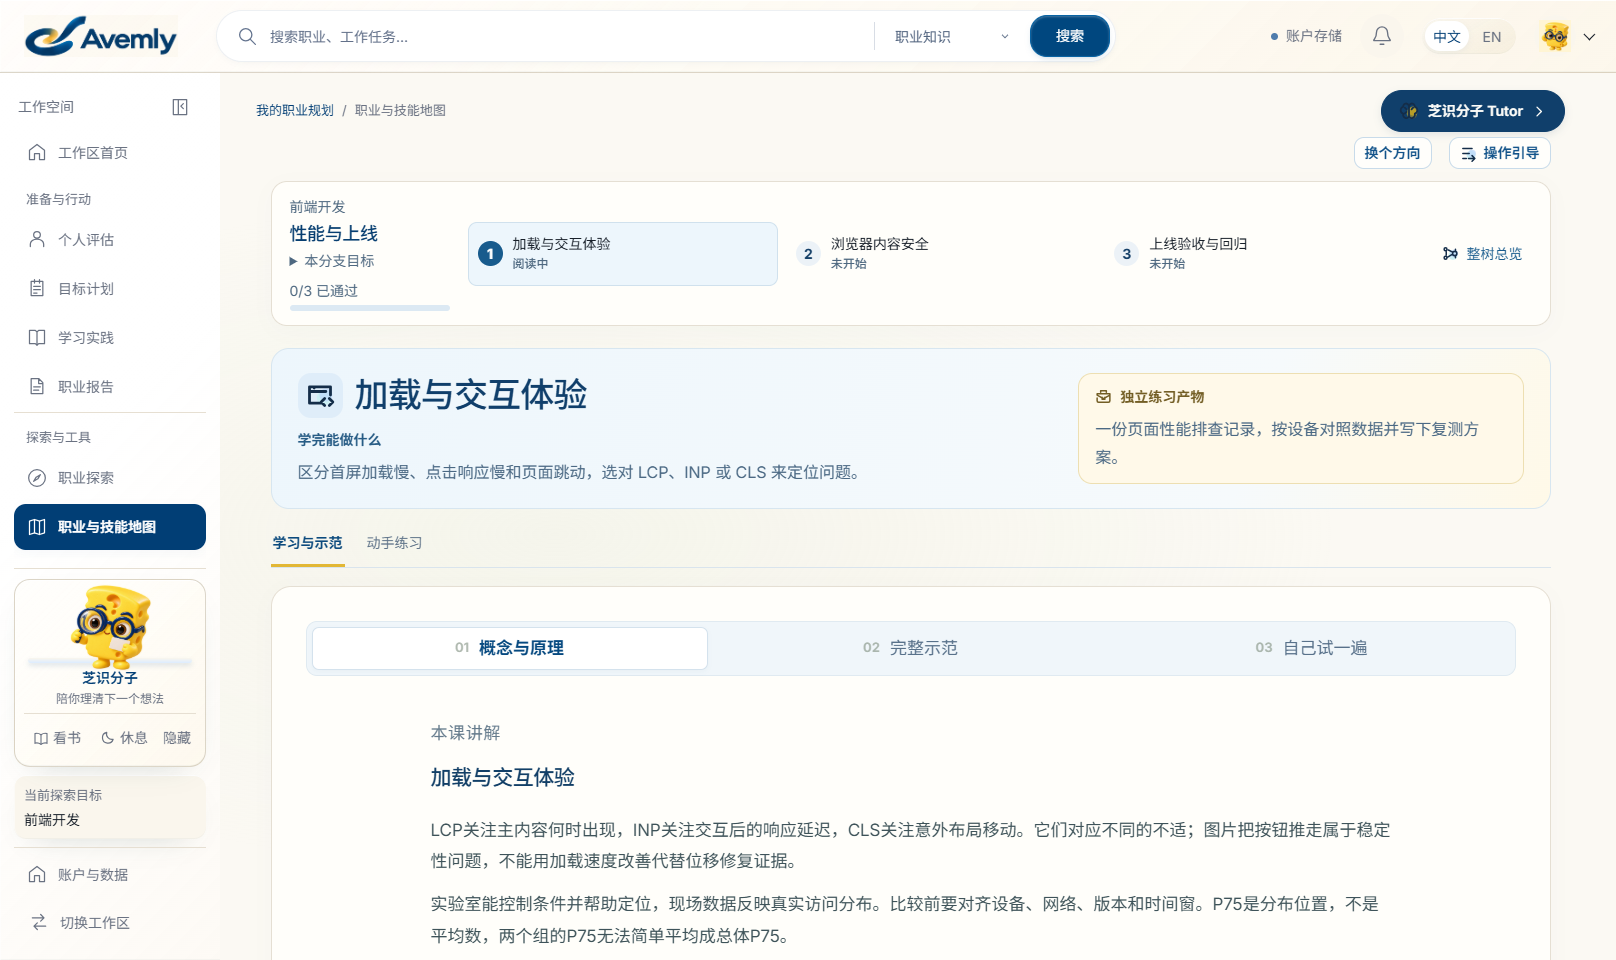 Avemly
搜索职业、工作任务...
职业知识
搜索
账户存储
中文
EN
工作空间
工作区首页
准备与行动
个人评估
目标计划
学习实践
职业报告
探索与工具
职业探索
职业与技能地图
芝识分子
陪你理清下一个想法
看书
休息
隐藏
当前探索目标
前端开发
账户与数据
切换工作区
我的职业规划 / 职业与技能地图
芝识分子 Tutor
换个方向
操作引导
前端开发
性能与上线
本分支目标
0/3 已通过
1
加载与交互体验
阅读中
2
浏览器内容安全
未开始
3
上线验收与回归
未开始
整树总览
加载与交互体验
学完能做什么
区分首屏加载慢、点击响应慢和页面跳动，选对 LCP、INP 或 CLS 来定位问题。
独立练习产物
一份页面性能排查记录，按设备对照数据并写下复测方
案。
学习与示范
动手练习
01 概念与原理
02 完整示范
03 自己试一遍
本课讲解
加载与交互体验
LCP关注主内容何时出现，INP关注交互后的响应延迟，CLS关注意外布局移动。它们对应不同的不适；图片把按钮推走属于稳定
性问题，不能用加载速度改善代替位移修复证据。
实验室能控制条件并帮助定位，现场数据反映真实访问分布。比较前要对齐设备、网络、版本和时间窗。P75是分布位置，不是
平均数，两个组的P75无法简单平均成总体P75。